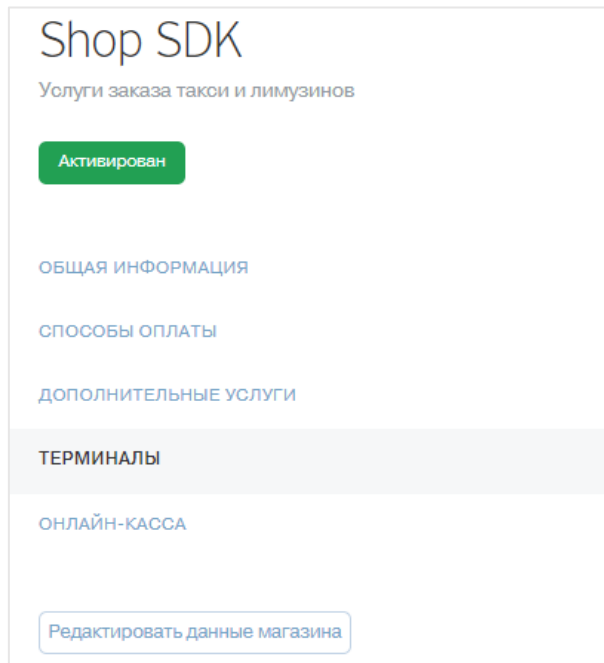 Shop SDK
Услуги заказа такси и лимузинов
Активирован
ОБЩАЯ ИНФОРМАЦИЯ
СПОСОБЫ ОПЛАТЫ
ДОПОЛНИТЕЛЬНЫЕ УСЛУГИ
ТЕРМИНАЛЫ
ОНЛАЙН-КАССА
Редактировать данные магазина